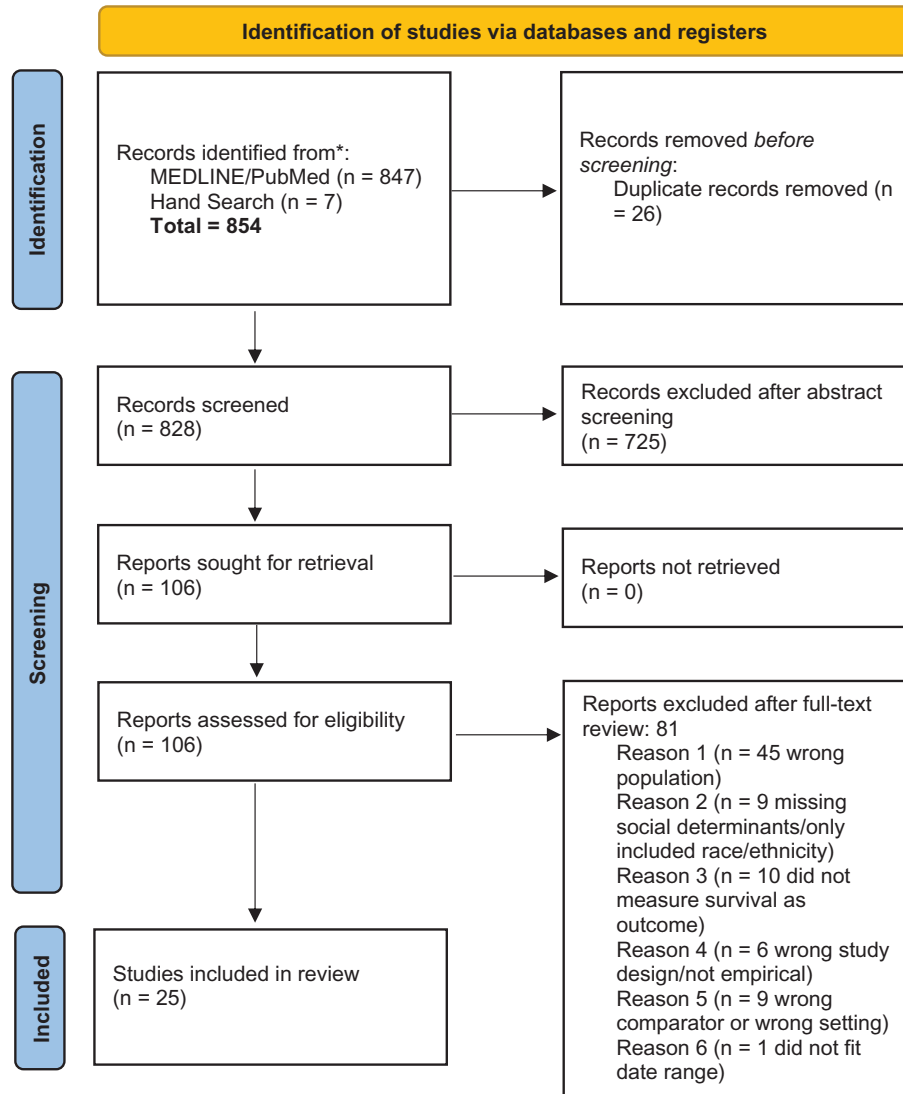 Identification of studies via databases and registers
Identification
Records identified from*:
MEDLINE/PubMed (n = 847)
Hand Search (n = 7)
Total = 854
Records removed before
screening:
Duplicate records removed (n
= 26)
Screening
Records screened
(n = 828)
Records excluded after abstract
screening
(n = 725)
Reports sought for retrieval
(n = 106)
Reports not retrieved
(n = 0)
Reports assessed for eligibility
(n = 106)
Reports excluded after full-text
review: 81
Reason 1 (n = 45 wrong
population)
Reason 2 (n = 9 missing
social determinants/only
included race/ethnicity)
Reason 3 (n = 10 did not
measure survival as
outcome)
Reason 4 (n = 6 wrong study
design/not empirical)
Reason 5 (n = 9 wrong
comparator or wrong setting)
Reason 6 (n = 1 did not fit
date range)
Included
Studies included in review
(n = 25)